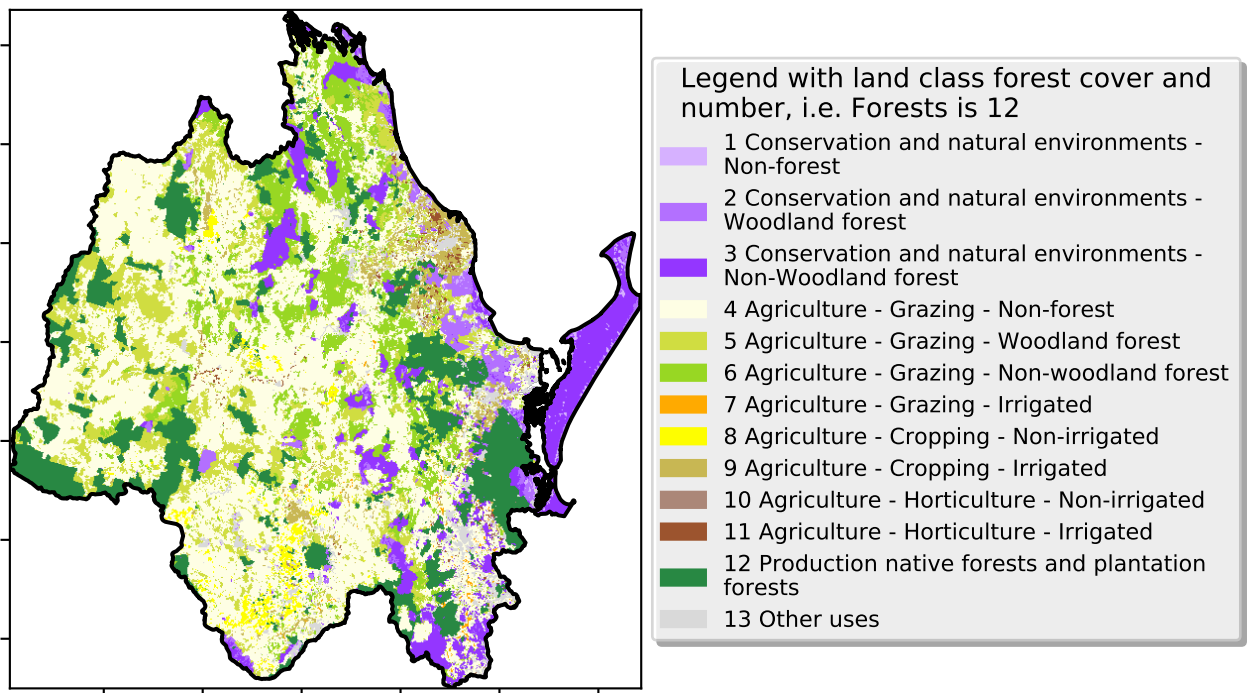 Legend with land class forest cover and
number, i.e. Forests is 12
1 Conservation and natural environments -
Non-forest
2 Conservation and natural environments -
Woodland forest
3 Conservation and natural environments -
Non-Woodland forest
4 Agriculture - Grazing - Non-forest
5 Agriculture - Grazing - Woodland forest
6 Agriculture - Grazing - Non-woodland forest
7 Agriculture - Grazing - Irrigated
8 Agriculture - Cropping - Non-irrigated
9 Agriculture - Cropping - Irrigated
10 Agriculture - Horticulture - Non-irrigated
11 Agriculture - Horticulture - Irrigated
12 Production native forests and plantation
forests
13 Other uses